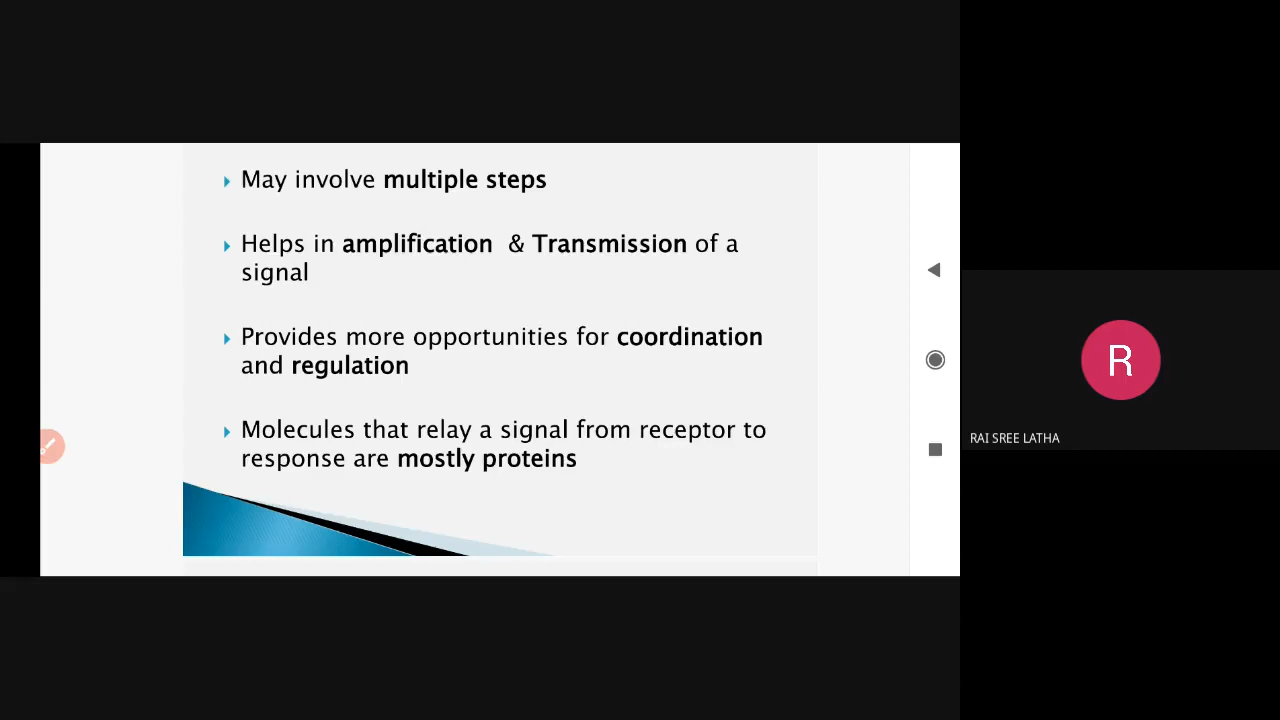 May involve multiple steps
Helps in amplification & Transmission of a
signal
Provides more opportunities for coordination
and regulation
Molecules that relay a signal from receptor to
response are mostly proteins
R
RAI SREE LATHA